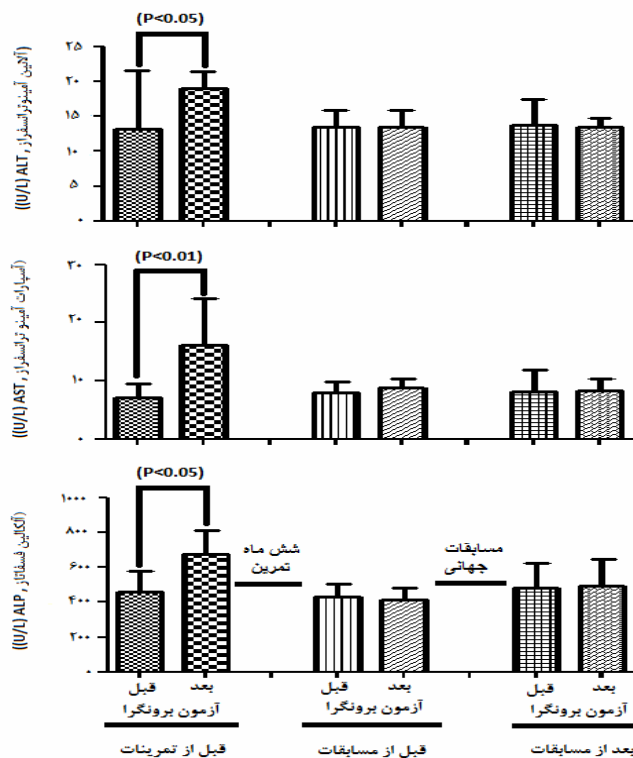 (P<0.05)
۲۵
۲۰
۱۵
۱۰
۵
۰
((U/L) ALT , آلانین آمینوترانسفراز)
(P<0.01)
۳۰
۲۰
۱۰
۰
((U/L) AST , آسپارات آمینو ترانسفراز)
(P<0.05)
۱۰۰۰
۸۰۰
۶۰۰
۴۰۰
۲۰۰
۰
((U/L) ALP , آلکالین فسفاتاز)
شش ماه
تمرین
مسابقات
جهانی
قبل بعد
آزمون برونگرا
قبل از تمرینات
قبل بعد
آزمون برونگرا
قبل از مسابقات
قبل بعد
آزمون برونگرا
بعد از مسابقات